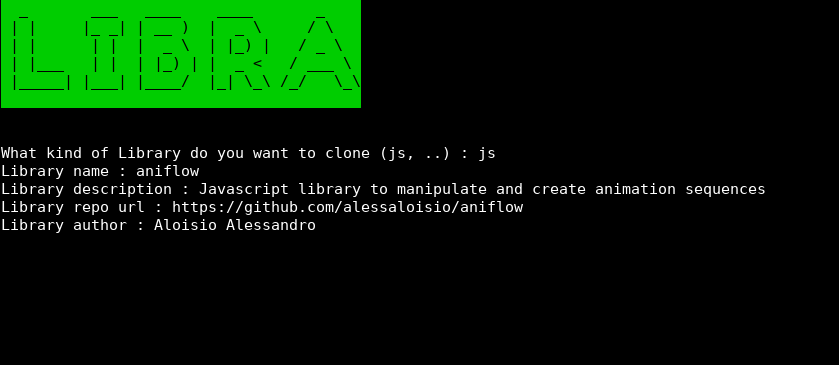 LIBRA
What kind of Library do you want to clone (js, ..) : js
Library name : aniflow
Library description : Javascript library to manipulate and create animation sequences
Library repo url : https://github.com/alessaloisio/aniflow
Library author : Aloisio Alessandro